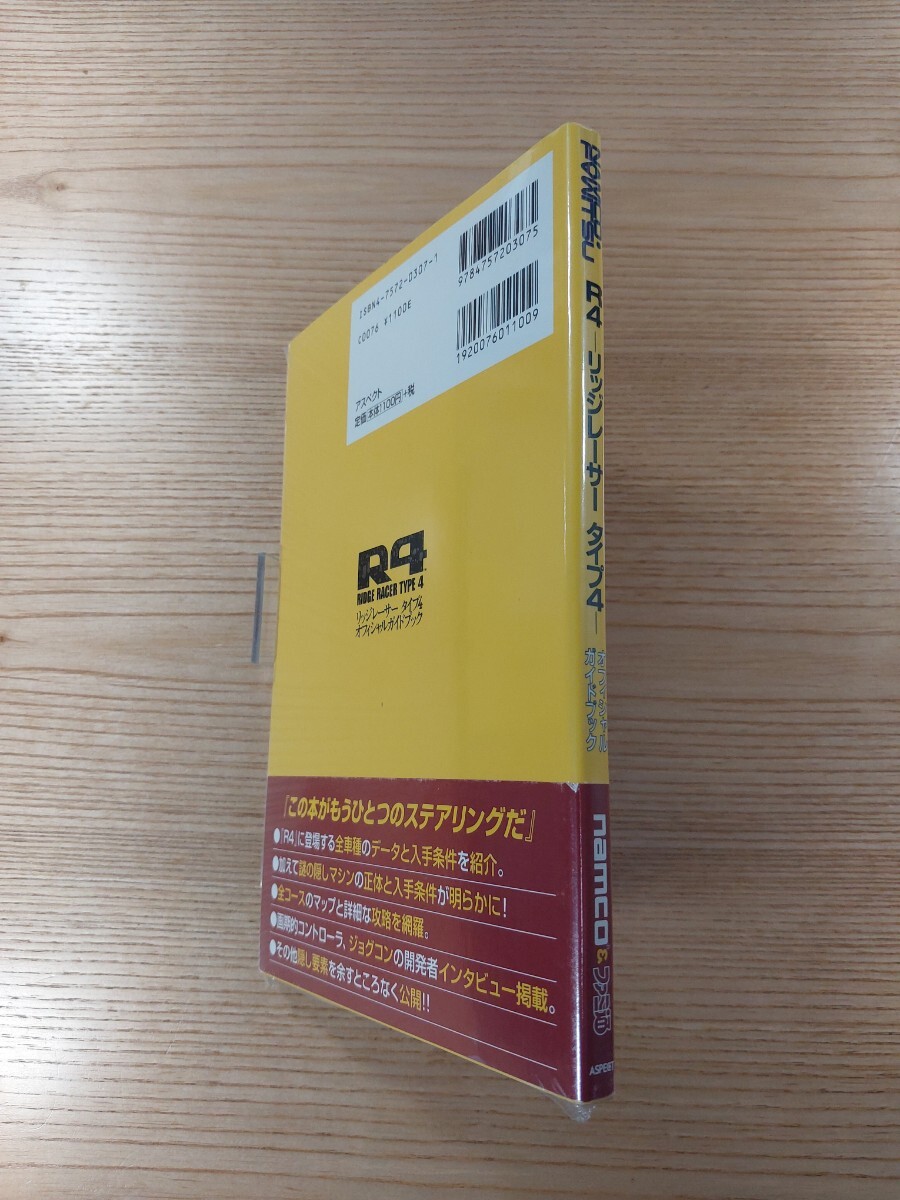 9784757203075
1920076011009
ISBN4-7572-0307-1
C0076 ¥1100E
アスペクト
定価 本体1100円 +税
R4
RIDGE RACER TYPE 4
リッジレーサー タイプ4
オフィシャルガイドブック
『この本がもうひとつのステアリングだ』
●『R4』に登場する全車種のデータと入手条件を紹介。
●加えて謎の隠しマシンの正体と入手条件が明らかに!
●全コースのマップと詳細な攻略を網羅。
●画期的コントローラ、ジョグコンの開発者インタビュー掲載。
●その他隠し要素を余すところなく公開!!
R4 ―リッジレーサー タイプ4―
オフィシャル
ガイドブック
namco & ファミ通
ASPECT